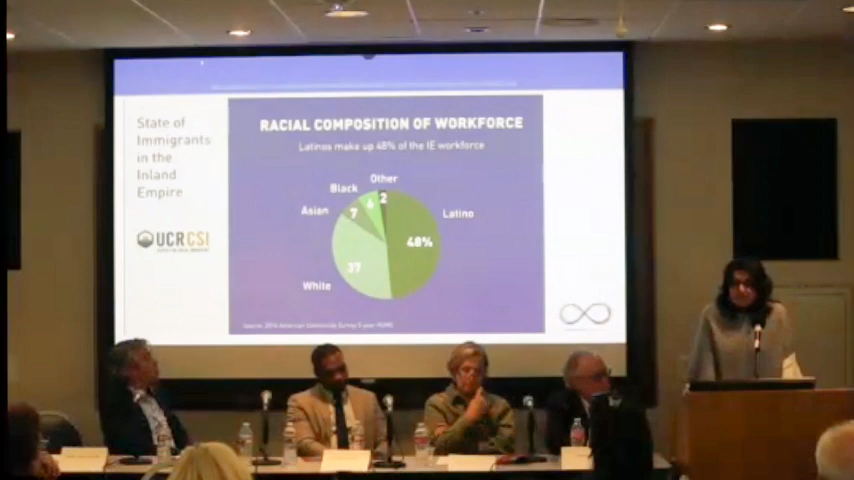 State of
Immigrants
in the
Inland
Empire
UCR CSI
RACIAL COMPOSITION OF WORKFORCE
Latinos make up 48% of the IE workforce
Other
2
Black
6
Asian
7
Latino
48%
37
White